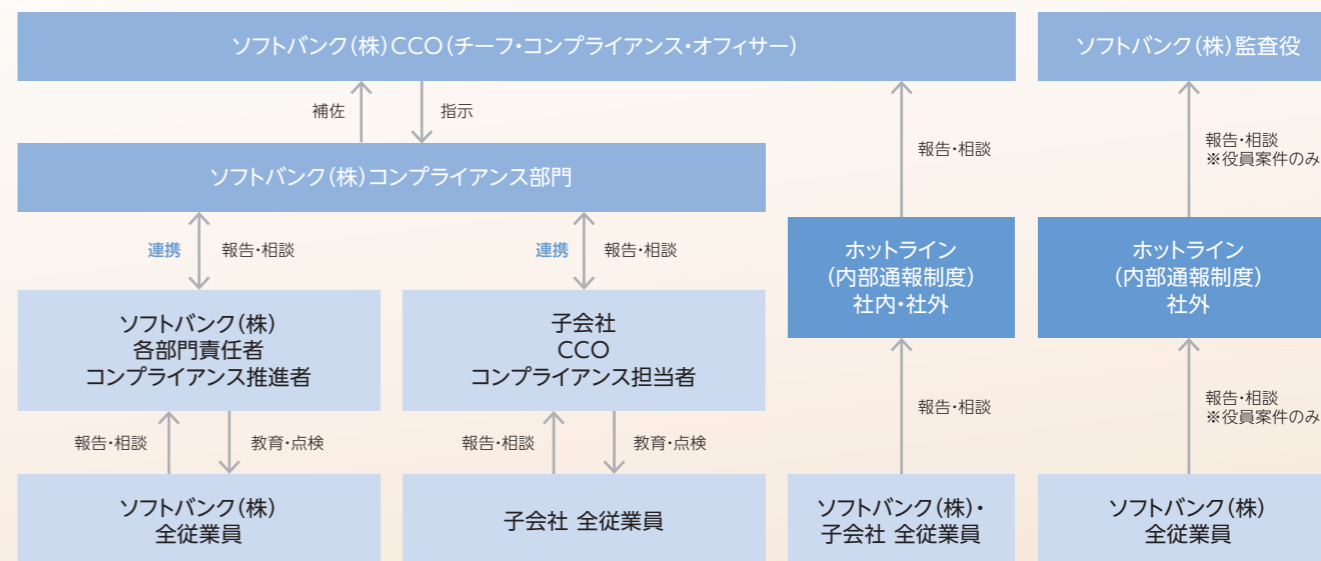 ソフトバンク(株)CCO(チーフ・コンプライアンス・オフィサー)
ソフトバンク(株)監査役
補佐
指示
報告・相談
報告・相談
※役員案件のみ
ソフトバンク(株)コンプライアンス部門
連携
報告・相談
連携
報告・相談
ホットライン
(内部通報制度)
社内・社外
ホットライン
(内部通報制度)
社外
ソフトバンク(株)
各部門責任者
コンプライアンス推進者
子会社
CCO
コンプライアンス担当者
報告・相談
教育・点検
報告・相談
教育・点検
報告・相談
報告・相談
※役員案件のみ
ソフトバンク(株)
全従業員
子会社 全従業員
ソフトバンク(株)・
子会社 全従業員
ソフトバンク(株)
全従業員